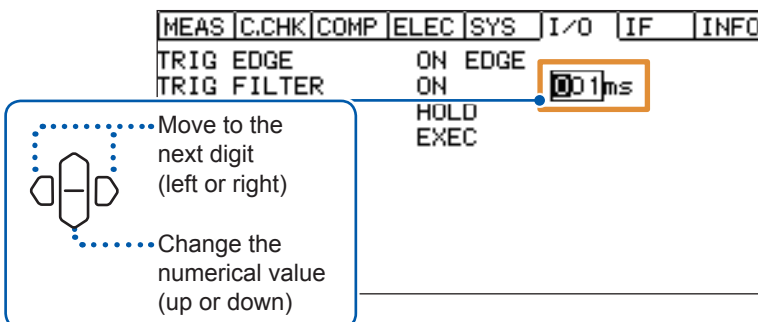 MEAS C.CHK COMP ELEC SYS I/O IF INFO
TRIG EDGE ON EDGE
TRIG FILTER ON 001ms
HOLD
EXEC
Move to the
next digit
(left or right)
Change the
numerical value
(up or down)